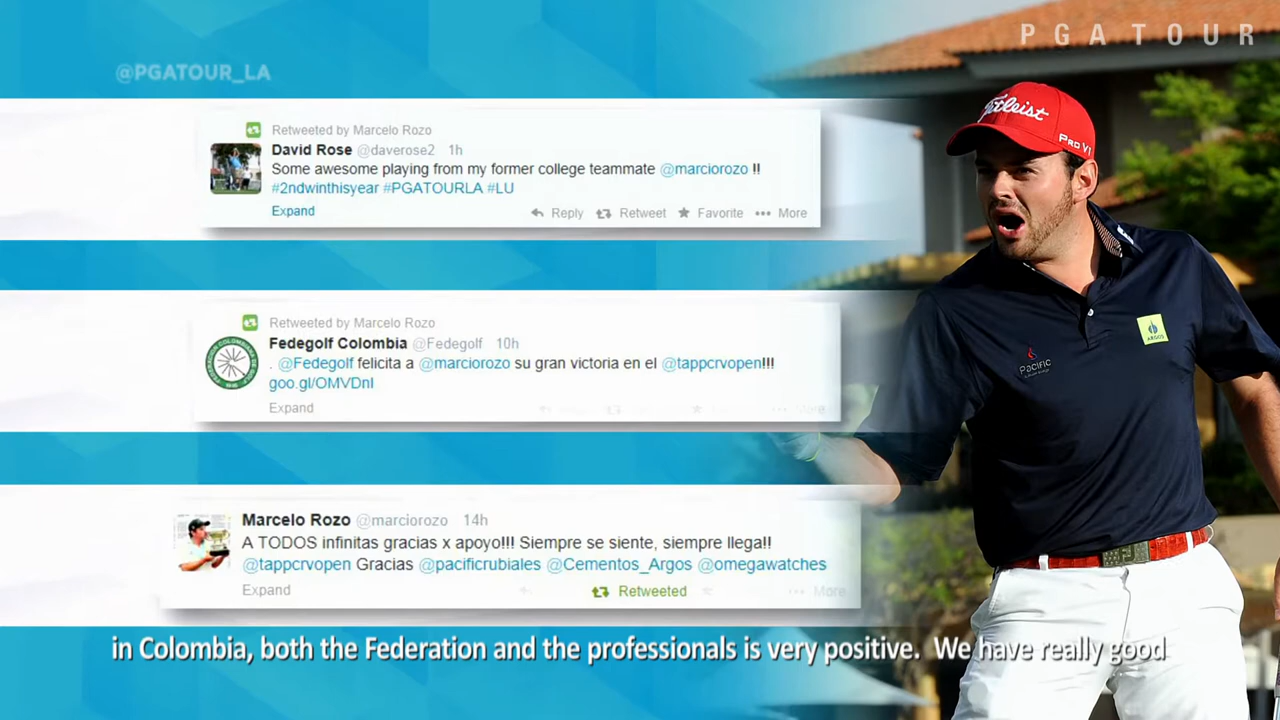 PGATOUR
@PGATOUR_LA
Retweeted by Marcelo Rozo
David Rose @daverose2 1h
Some awesome playing from my former college teammate @marciorozo !!
#2ndwinthisyear #PGATOURLA #LU
Expand Reply Retweet Favorite More
Retweeted by Marcelo Rozo
Fedegolf Colombia @Fedegolf 10h
. @Fedegolf felicita a @marciorozo su gran victoria en el @tappcrvopen!!!
goo.gl/OMVDnI
Expand More
Marcelo Rozo @marciorozo 14h
A TODOS infinitas gracias x apoyo!!! Siempre se siente, siempre llega!!
@tappcrvopen Gracias @pacificrubiales @Cementos_Argos @omegawatches
Expand Retweeted More
Titleist
Pro V1
ARGOS
Pacific
in Colombia, both the Federation and the professionals is very positive. We have really good